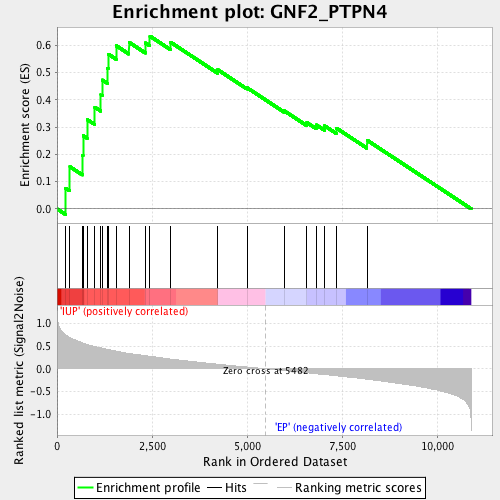 Enrichment plot: GNF2_PTPN4
Enrichment score (ES)
0.6
0.5
0.4
0.3
0.2
0.1
0.0
'IUP' (positively correlated)
Ranked list metric (Signal2Noise)
1.0
0.5
0.0
-0.5
-1.0
Zero cross at 5482
'EP' (negatively correlated)
0
2,500
5,000
7,500
10,000
Rank in Ordered Dataset
Enrichment profile
Hits
Ranking metric scores